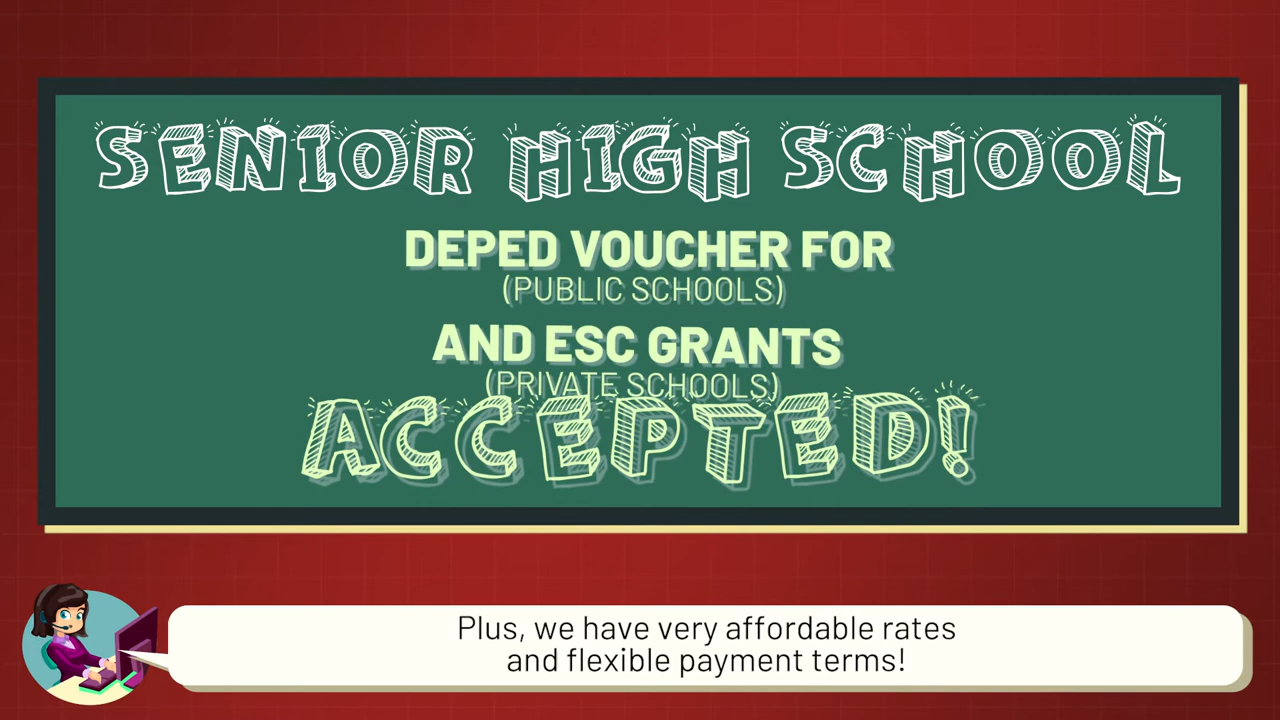 SENIOR HIGH SCHOOL
DEPED VOUCHER FOR
(PUBLIC SCHOOLS)
AND ESC GRANTS
(PRIVATE SCHOOLS)
ACCEPTED!
Plus, we have very affordable rates
and flexible payment terms!